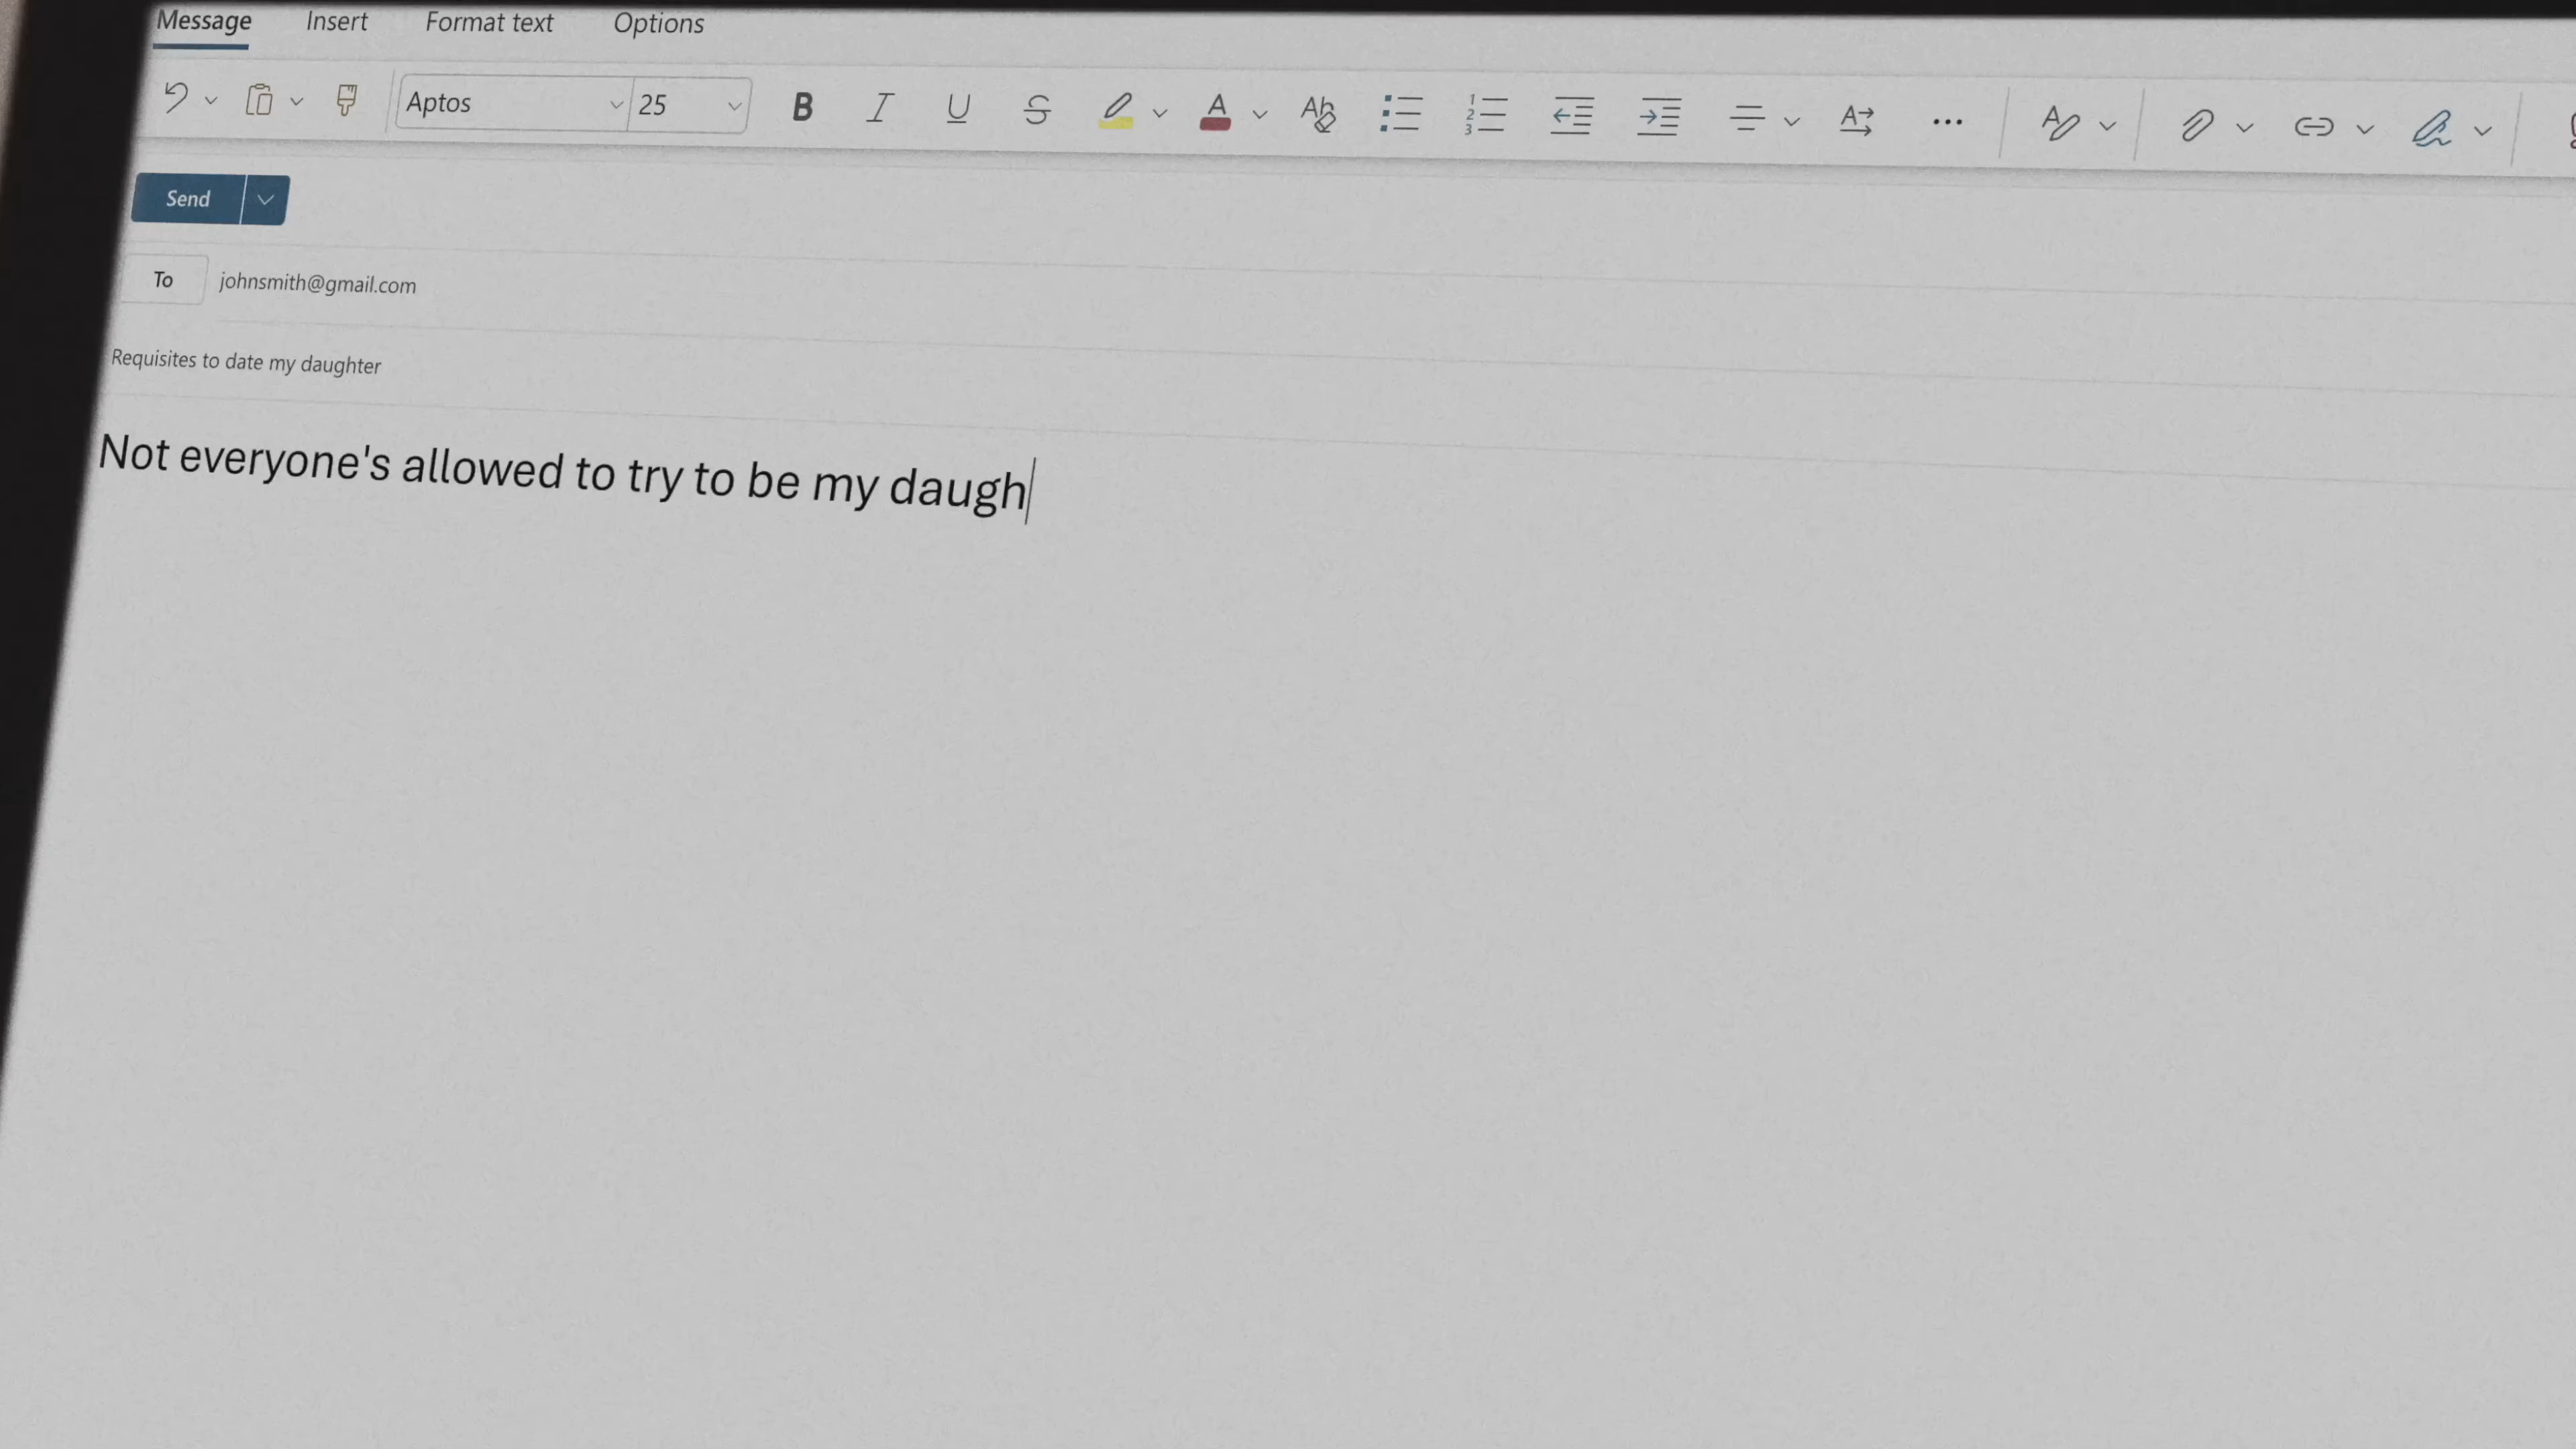 Message Insert Format text Options
Aptos 25
Send
To johnsmith@gmail.com
Requisites to date my daughter
Not everyone's allowed to try to be my daugh